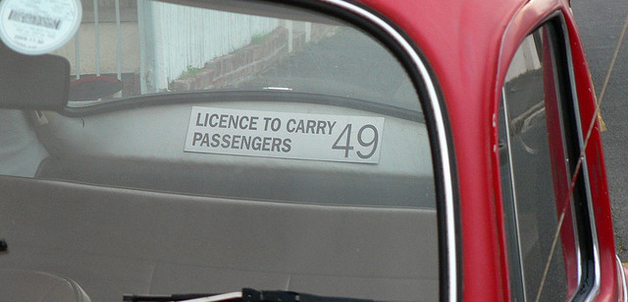 LICENCE TO CARRY
PASSENGERS 49